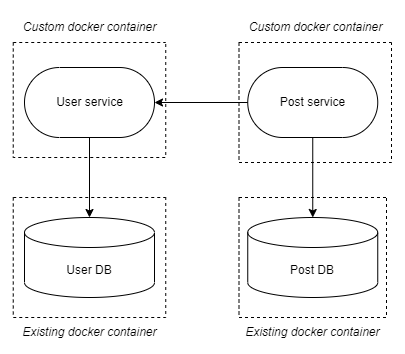 Custom docker container
Custom docker container
User service
Post service
User DB
Post DB
Existing docker container
Existing docker container